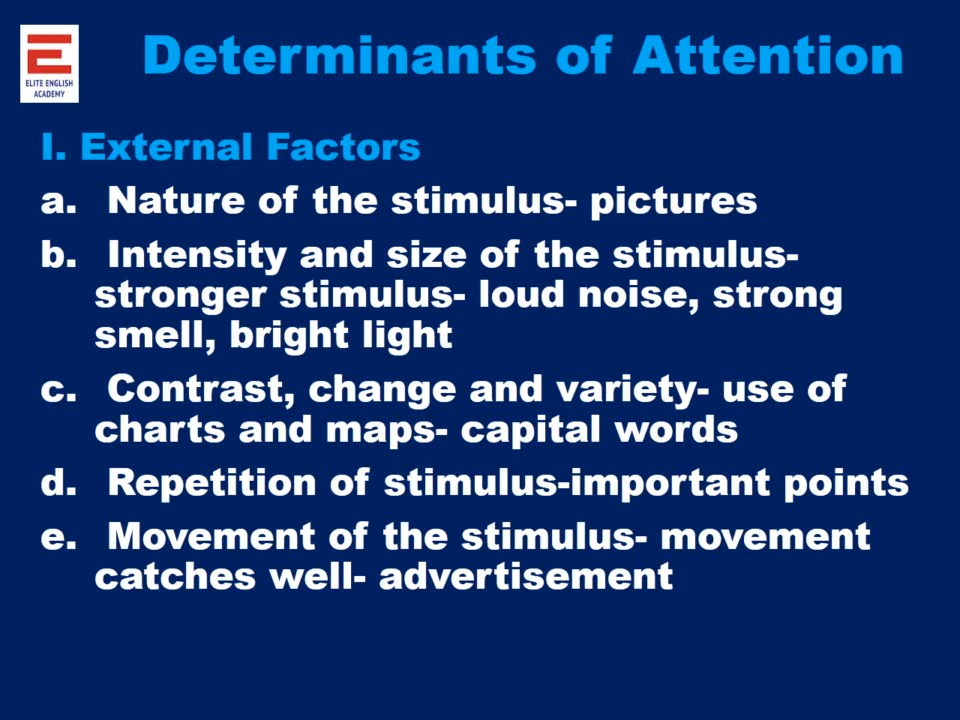 E
ELITE ENGLISH
ACADEMY
Determinants of Attention
I. External Factors
a. Nature of the stimulus- pictures
b. Intensity and size of the stimulus-
stronger stimulus- loud noise, strong
smell, bright light
c. Contrast, change and variety- use of
charts and maps- capital words
d. Repetition of stimulus-important points
e. Movement of the stimulus- movement
catches well- advertisement